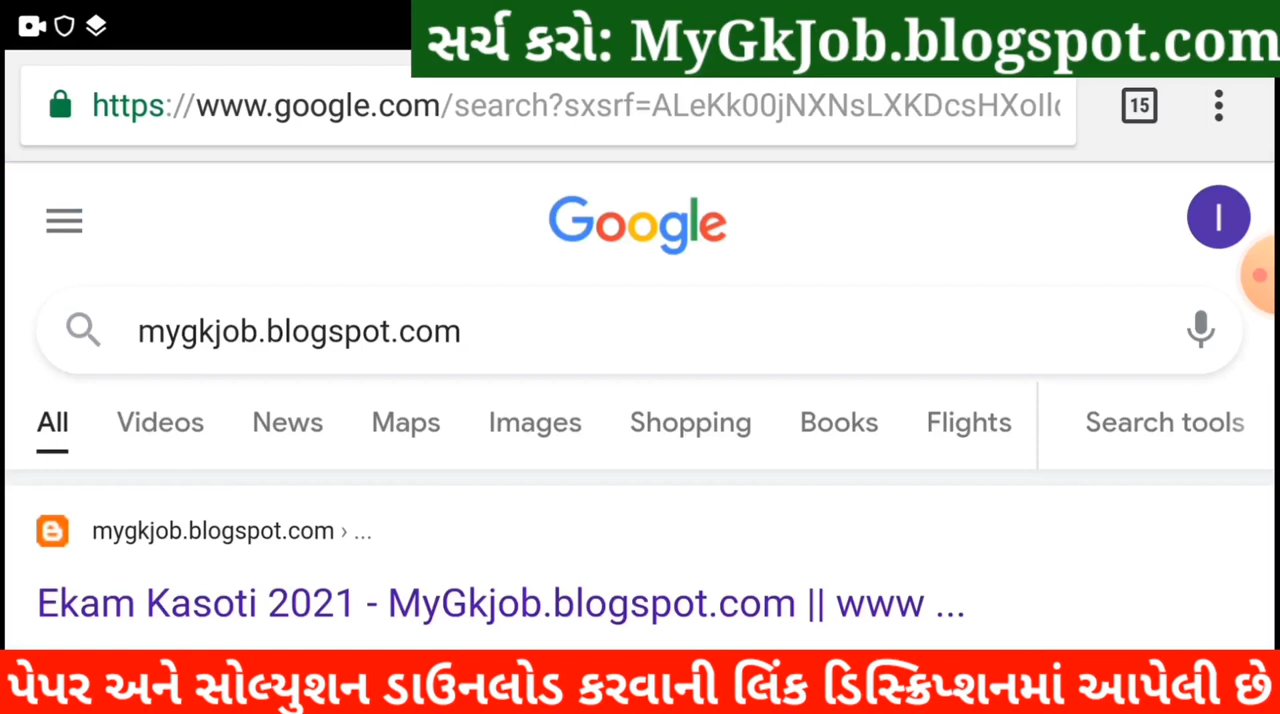 સર્ચ કરો: MyGkJob.blogspot.com
https://www.google.com/search?sxsrf=ALeKk00jNXNsLXKDcsHXoIl
15
Google
I
mygkjob.blogspot.com
All Videos News Maps Images Shopping Books Flights Search tools
mygkjob.blogspot.com › ...
Ekam Kasoti 2021 - MyGkjob.blogspot.com || www ...
પેપર અને સોલ્યુશન ડાઉનલોડ કરવાની લિંક ડિસ્ક્રિપ્શનમાં આપેલી છે